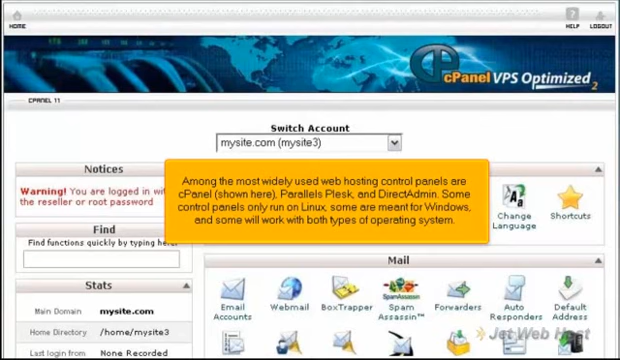 HOME
HELP
LOGOUT
cPanel VPS Optimized 2
CPANEL 11
Switch Account
mysite.com (mysite3)
Notices
Warning! You are logged in wit
the reseller or root password
Among the most widely used web hosting control panels are
cPanel (shown here), Parallels Plesk, and DirectAdmin. Some
control panels only run on Linux, some are meant for Windows,
and some will work with both types of operating system.
Change
Language
Shortcuts
Find
Find functions quickly by typing here.
Stats
Main Domain mysite.com
Home Directory /home/mysite3
Last login from None Recorded
Mail
Email
Accounts
Webmail
BoxTrapper
SpamAssassin
Spam
Assassin™
Forwarders
Auto
Responders
Default
Address
Jet Web Host